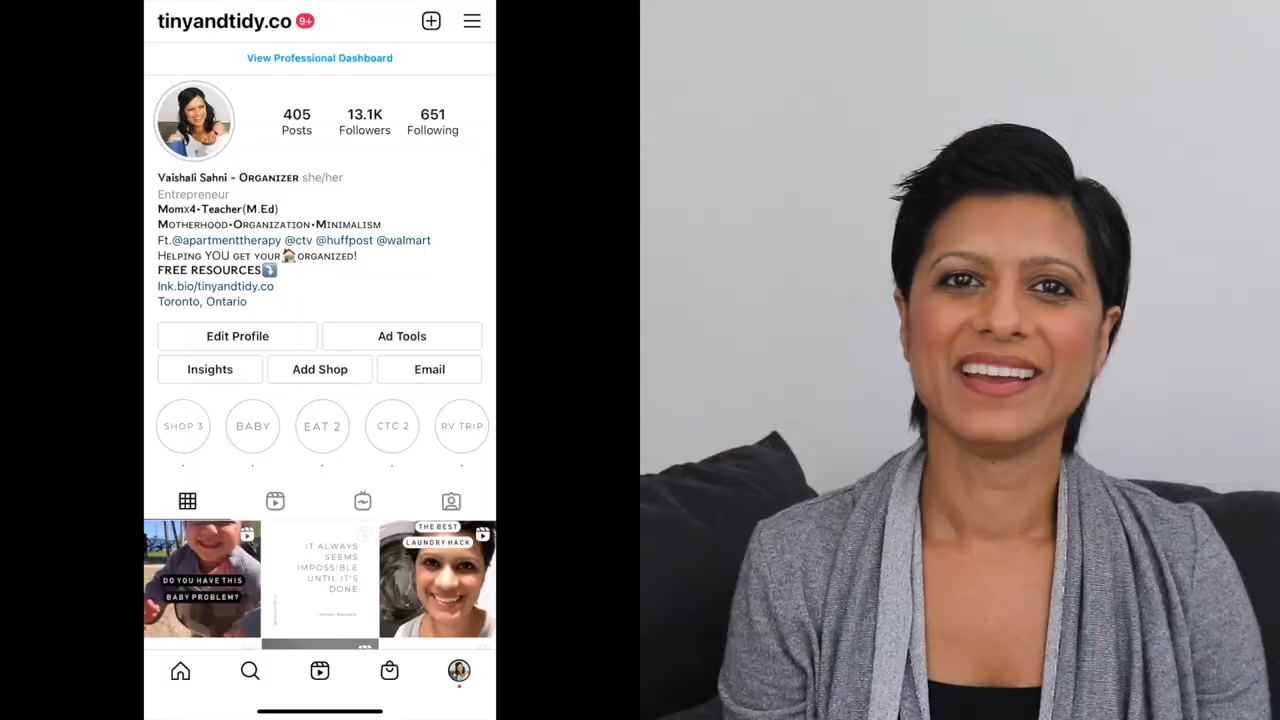 tinyandtidy.co 9+
View Professional Dashboard
405 13.1K 651
Posts Followers Following
Vaishali Sahni - Organizer she/her
Entrepreneur
Momx4•Teacher(M.Ed)
Motherhood•Organization•Minimalism
Ft.@apartmenttherapy @ctv @huffpost @walmart
Helping YOU get your🏠organized!
FREE RESOURCES⤵️
lnk.bio/tinyandtidy.co
Toronto, Ontario
Edit Profile Ad Tools
Insights Add Shop Email
SHOP 3 BABY EAT 2 CTC 2 RV TRIP
DO YOU HAVE THIS
BABY PROBLEM?
IT ALWAYS
SEEMS
IMPOSSIBLE
UNTIL IT'S
DONE
- Nelson Mandela
THE BEST
LAUNDRY HACK